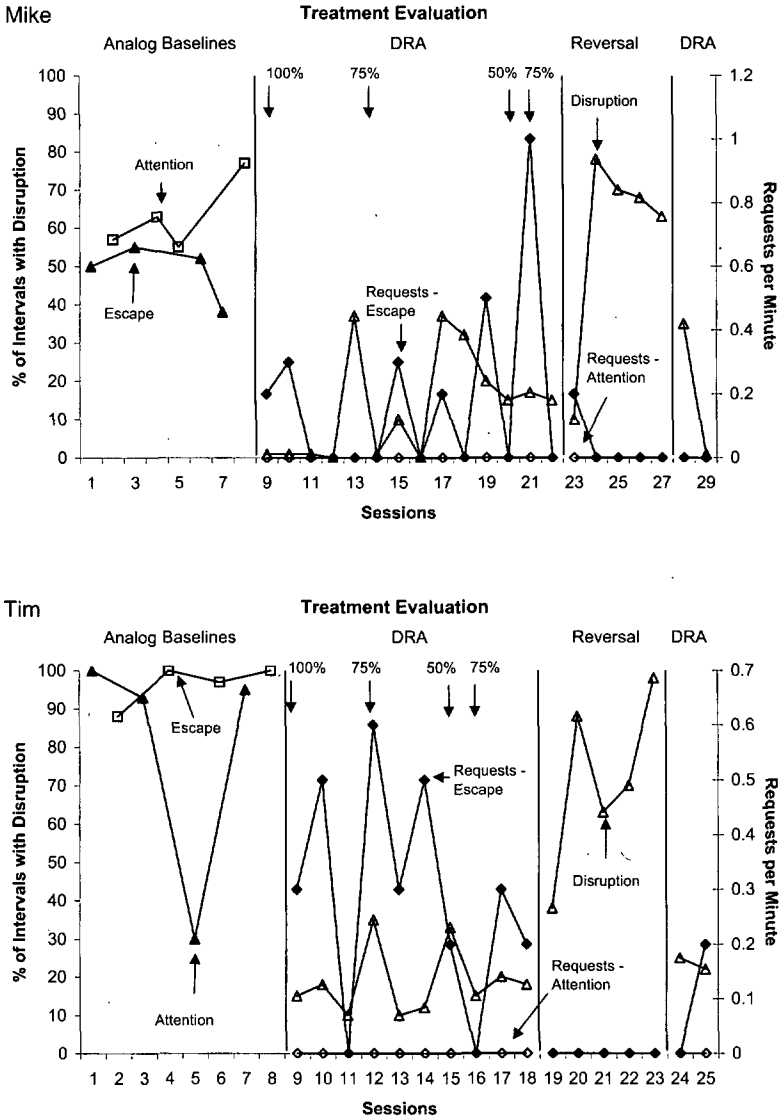 Mike
Treatment Evaluation
Analog Baselines DRA Reversal DRA
100% 75% 50% 75%
Disruption
Attention
Escape
Requests -
Escape
Requests -
Attention
% of Intervals with Disruption
100
90
80
70
60
50
40
30
20
10
0
Requests per Minute
1.2
1
0.8
0.6
0.4
0.2
0
1 3 5 7 9 11 13 15 17 19 21 23 25 27 29
Sessions
Tim
Treatment Evaluation
Analog Baselines DRA Reversal DRA
100% 75% 50% 75%
Escape
Requests -
Escape
Disruption
Requests -
Attention
Attention
% of Intervals with Disruption
100
90
80
70
60
50
40
30
20
10
0
Requests per Minute
0.7
0.6
0.5
0.4
0.3
0.2
0.1
0
1 2 3 4 5 7 8 9 10 11 12 13 14 15 16 17 18 19 20 21 22 23 24 25
Sessions